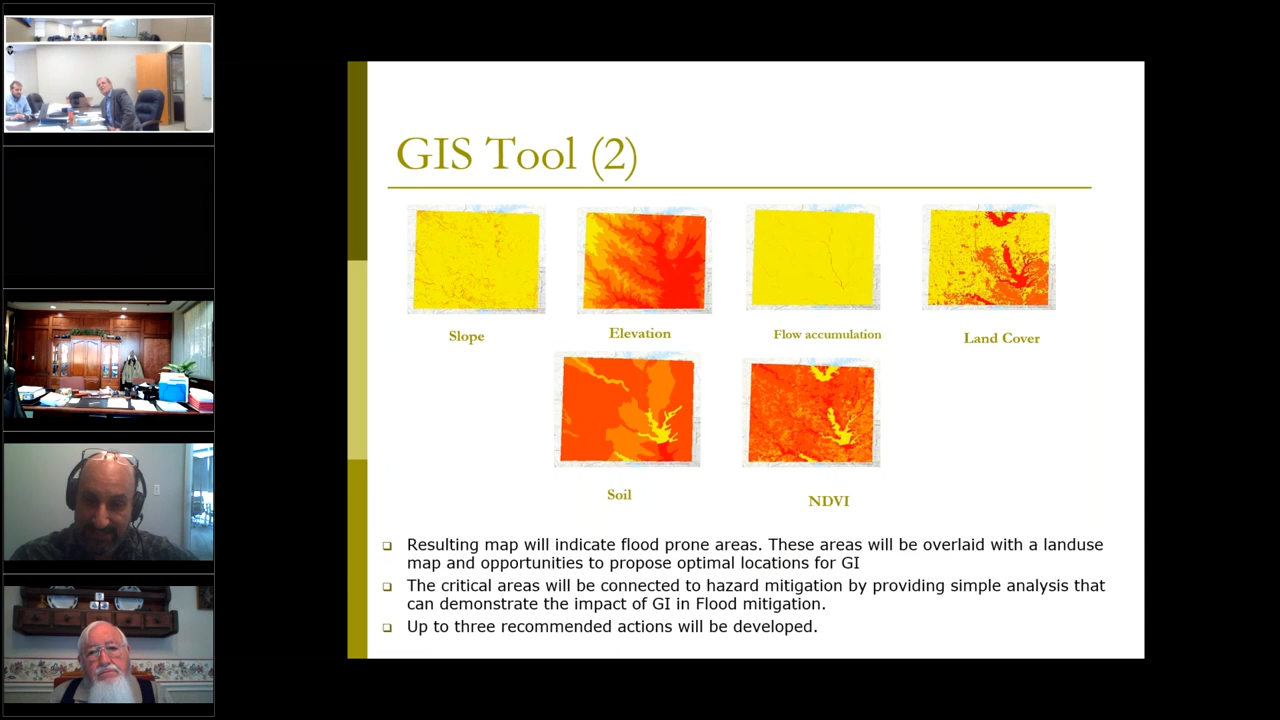 GIS Tool (2)
Slope
Elevation
Flow accumulation
Land Cover
Soil
NDVI
Resulting map will indicate flood prone areas. These areas will be overlaid with a landuse
map and opportunities to propose optimal locations for GI
The critical areas will be connected to hazard mitigation by providing simple analysis that
can demonstrate the impact of GI in Flood mitigation.
Up to three recommended actions will be developed.